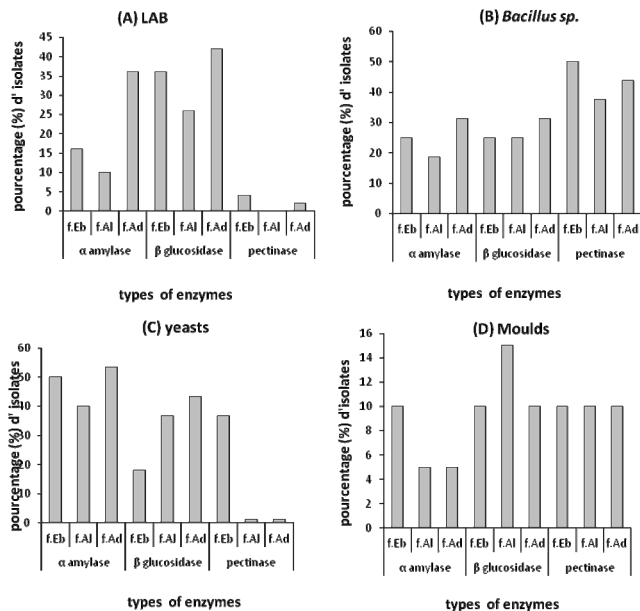 (A) LAB
pourcentage (%) d' isolates
45
40
35
30
25
20
15
10
5
0
f.Eb f.Al f.Ad f.Eb f.Al f.Ad f.Eb f.Al f.Ad
α amylase β glucosidase pectinase
types of enzymes
(B) Bacillus sp.
pourcentage (%) d' isolates
60
50
40
30
20
10
0
f.Eb f.Al f.Ad f.Eb f.Al f.Ad f.Eb f.Al f.Ad
α amylase β glucosidase pectinase
types of enzymes
(C) yeasts
pourcentage (%) d'isolates
60
50
40
30
20
10
0
f.Eb f.Al f.Ad f.Eb f.Al f.Ad f.Eb f.Al f.Ad
α amylase β glucosidase pectinase
types of enzymes
(D) Moulds
pourcentage (%) d'isolates
16
14
12
10
8
6
4
2
0
f.Eb f.Al f.Ad f.Eb f.Al f.Ad f.Eb f.Al f.Ad
α amylase β glucosidase pectinase
types of enzymes